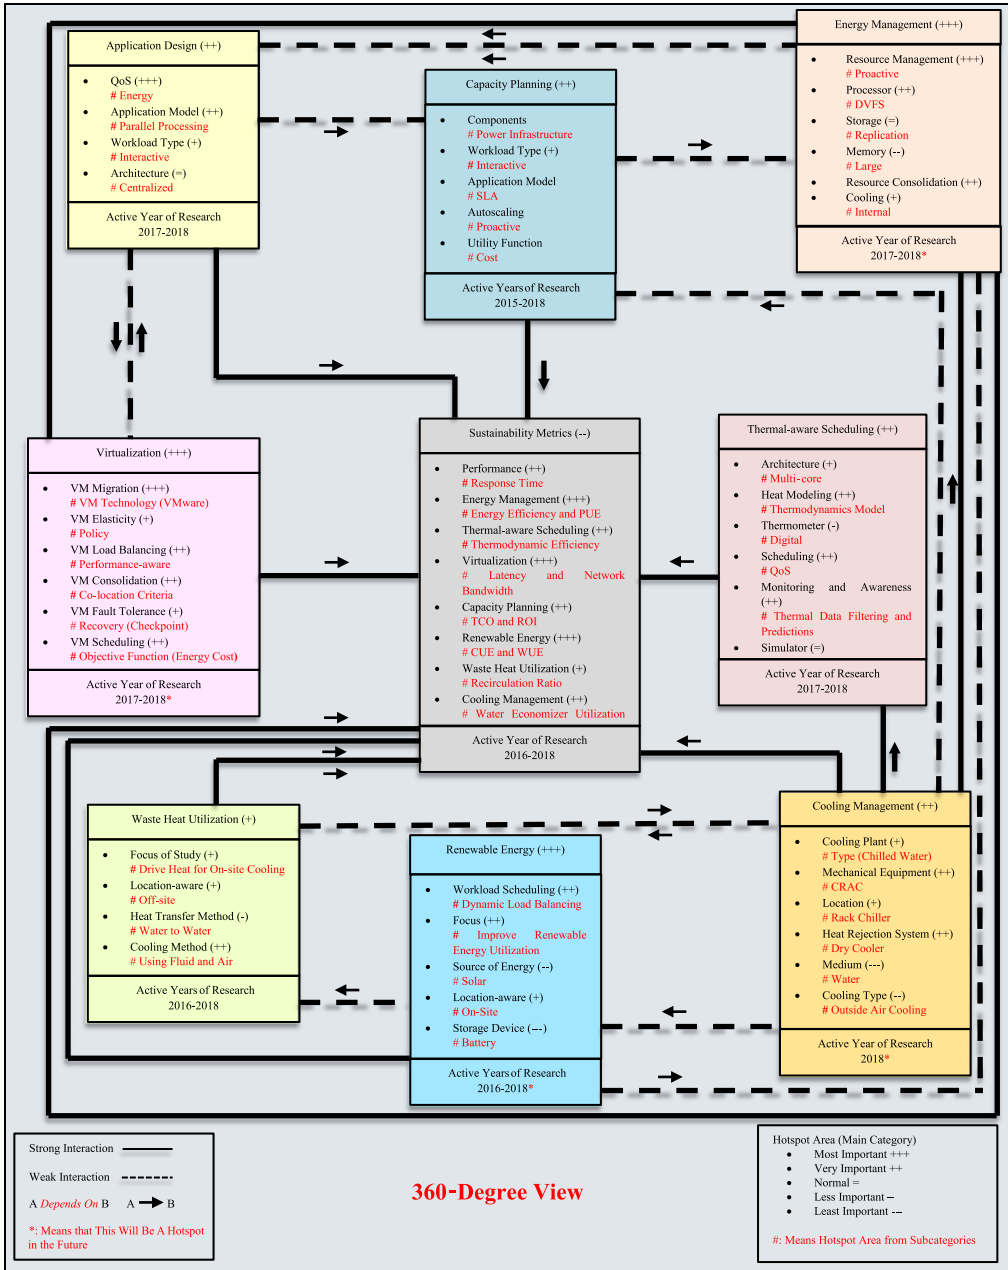 Application Design (++)
• QoS (+++)
# Energy
• Application Model (++)
# Parallel Processing
• Workload Type (+)
# Interactive
• Architecture (=)
# Centralized
Active Year of Research
2017-2018
Capacity Planning (++)
• Components
# Power Infrastructure
• Workload Type (+)
# Interactive
• Application Model
# SLA
• Autoscaling
# Proactive
• Utility Function
# Cost
Active Years of Research
2015-2018
Energy Management (+++)
• Resource Management (+++)
# Proactive
• Processor (++)
# DVFS
• Storage (=)
# Replication
• Memory (--)
# Large
• Resource Consolidation (++)
• Cooling (+)
# Internal
Active Year of Research
2017-2018*
Virtualization (+++)
• VM Migration (+++)
# VM Technology (VMware)
• VM Elasticity (+)
# Policy
• VM Load Balancing (++)
# Performance-aware
• VM Consolidation (++)
# Co-location Criteria
• VM Fault Tolerance (+)
# Recovery (Checkpoint)
• VM Scheduling (++)
# Objective Function (Energy Cost)
Active Year of Research
2017-2018*
Sustainability Metrics (--)
• Performance (++)
# Response Time
• Energy Management (+++)
# Energy Efficiency and PUE
• Thermal-aware Scheduling (++)
# Thermodynamic Efficiency
• Virtualization (+++)
# Latency and Network
Bandwidth
• Capacity Planning (++)
# TCO and ROI
• Renewable Energy (+++)
# CUE and WUE
• Waste Heat Utilization (+)
# Recirculation Ratio
• Cooling Management (++)
# Water Economizer Utilization
Active Year of Research
2016-2018
Thermal-aware Scheduling (++)
• Architecture (+)
# Multi-core
• Heat Modeling (++)
# Thermodynamics Model
• Thermometer (-)
# Digital
• Scheduling (++)
# QoS
• Monitoring and Awareness
(++)
# Thermal Data Filtering and
Predictions
• Simulator (=)
Active Year of Research
2017-2018
Waste Heat Utilization (+)
• Focus of Study (+)
# Drive Heat for On-site Cooling
• Location-aware (+)
# Off-site
• Heat Transfer Method (-)
# Water to Water
• Cooling Method (++)
# Using Fluid and Air
Active Years of Research
2016-2018
Renewable Energy (+++)
• Workload Scheduling (++)
# Dynamic Load Balancing
• Focus (++)
# Improve Renewable
Energy Utilization
• Source of Energy (--)
# Solar
• Location-aware (+)
# On-Site
• Storage Device (---)
# Battery
Active Years of Research
2016-2018*
Cooling Management (++)
• Cooling Plant (+)
# Type (Chilled Water)
• Mechanical Equipment (++)
# CRAC
• Location (+)
# Rack Chiller
• Heat Rejection System (++)
# Dry Cooler
• Medium (---)
# Water
• Cooling Type (--)
# Outside Air Cooling
Active Year of Research
2018*
Strong Interaction
Weak Interaction
A Depends On B A → B
*: Means that This Will Be A Hotspot
in the Future
360-Degree View
Hotspot Area (Main Category)
• Most Important +++
• Very Important ++
• Normal =
• Less Important --
• Least Important ---
#: Means Hotspot Area from Subcategories